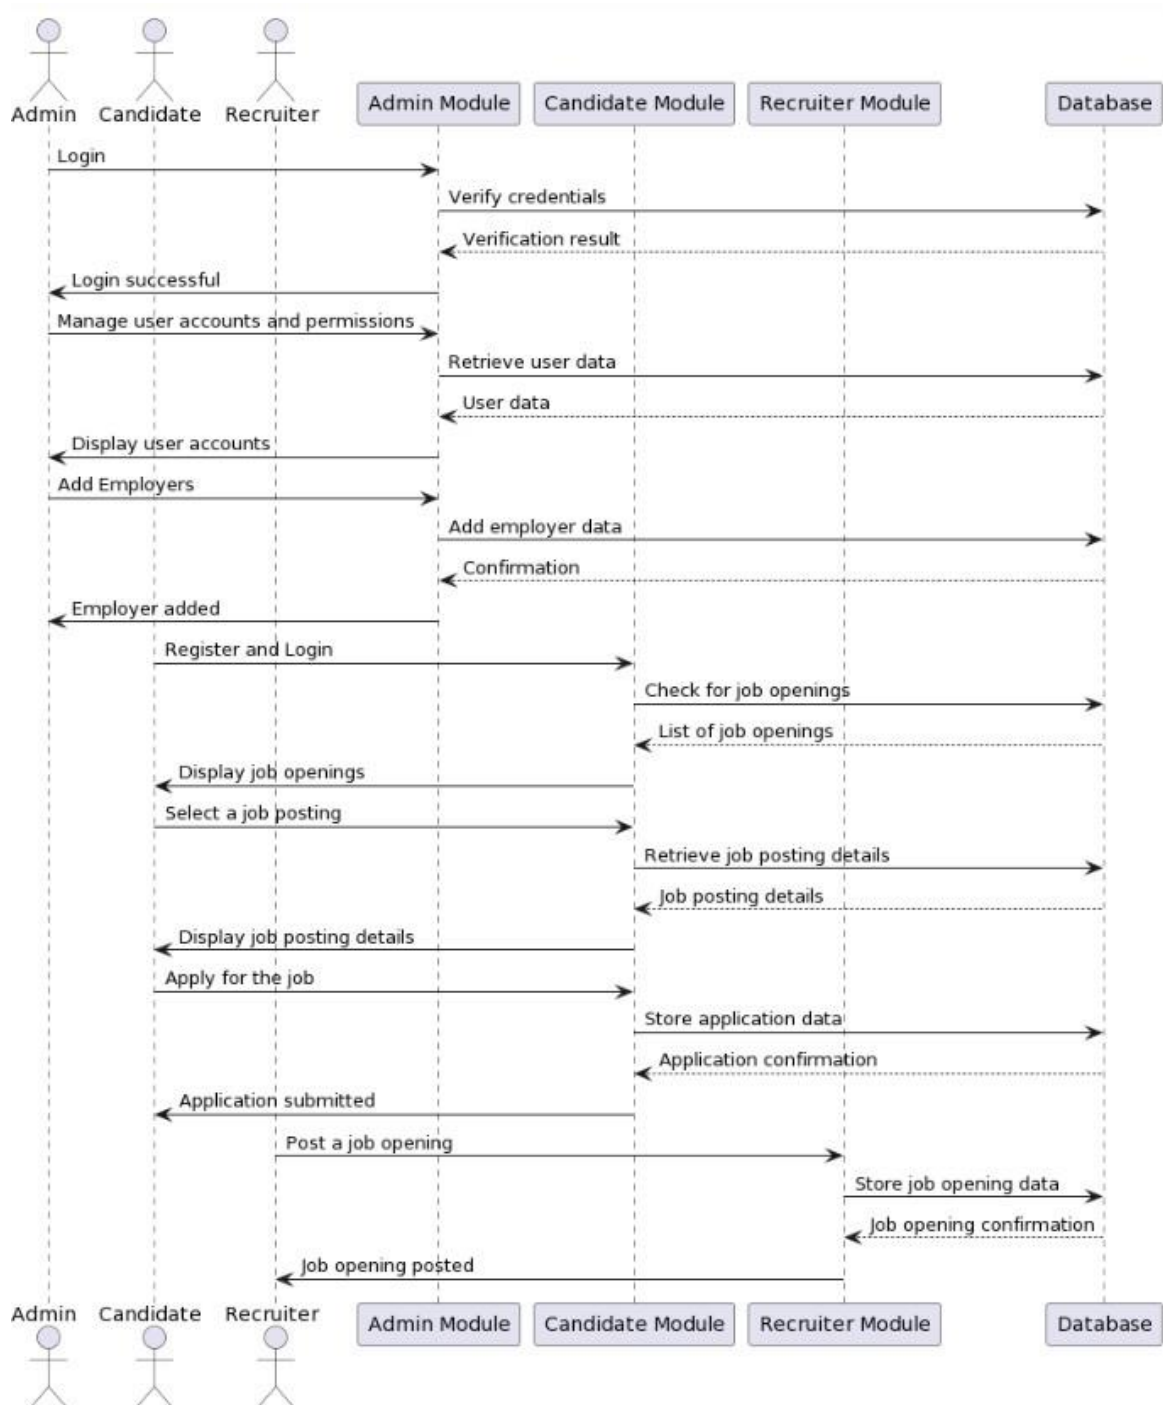 Admin Candidate Recruiter Admin Module Candidate Module Recruiter Module Database
Login
Verify credentials
Verification result
Login successful
Manage user accounts and permissions
Retrieve user data
User data
Display user accounts
Add Employers
Add employer data
Confirmation
Employer added
Register and Login
Check for job openings
List of job openings
Display job openings
Select a job posting
Retrieve job posting details
Job posting details
Display job posting details
Apply for the job
Store application data
Application confirmation
Application submitted
Post a job opening
Store job opening data
Job opening confirmation
Job opening posted
Admin Candidate Recruiter Admin Module Candidate Module Recruiter Module Database